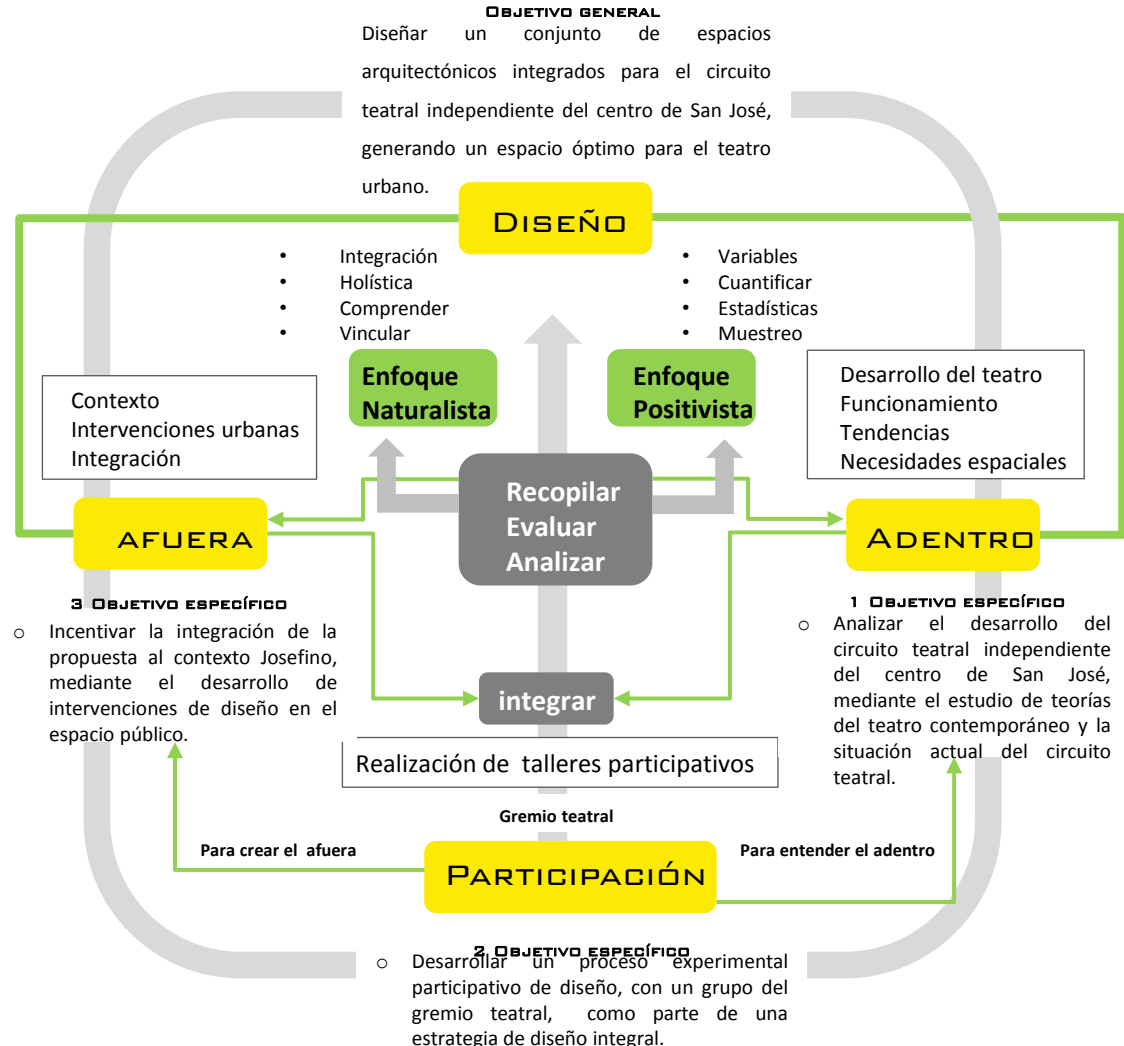 OBJETIVO GENERAL
Diseñar un conjunto de espacios
arquitectónicos integrados para el circuito
teatral independiente del centro de San José,
generando un espacio óptimo para el teatro
urbano.
DISEÑO
• Integración
• Holística
• Comprender
• Vincular
• Variables
• Cuantificar
• Estadísticas
• Muestreo
Enfoque
Naturalista
Enfoque
Positivista
Contexto
Intervenciones urbanas
Integración
Desarrollo del teatro
Funcionamiento
Tendencias
Necesidades espaciales
Recopilar
Evaluar
Analizar
AFUERA
ADENTRO
3 OBJETIVO ESPECÍFICO
o Incentivar la integración de la
propuesta al contexto Josefino,
mediante el desarrollo de
intervenciones de diseño en el
espacio público.
1 OBJETIVO ESPECÍFICO
o Analizar el desarrollo del
circuito teatral independiente
del centro de San José,
mediante el estudio de teorías
del teatro contemporáneo y la
situación actual del circuito
teatral.
integrar
Realización de talleres participativos
Gremio teatral
Para crear el afuera
Para entender el adentro
PARTICIPACIÓN
2 OBJETIVO ESPECÍFICO
o Desarrollar un proceso experimental
participativo de diseño, con un grupo del
gremio teatral, como parte de una
estrategia de diseño integral.